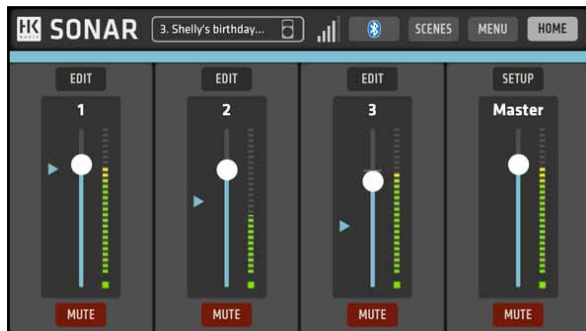 HK AUDIO SONAR 3. Shelly's birthday... SCENES MENU HOME
EDIT EDIT EDIT SETUP
1 2 3 Master
MUTE MUTE MUTE MUTE